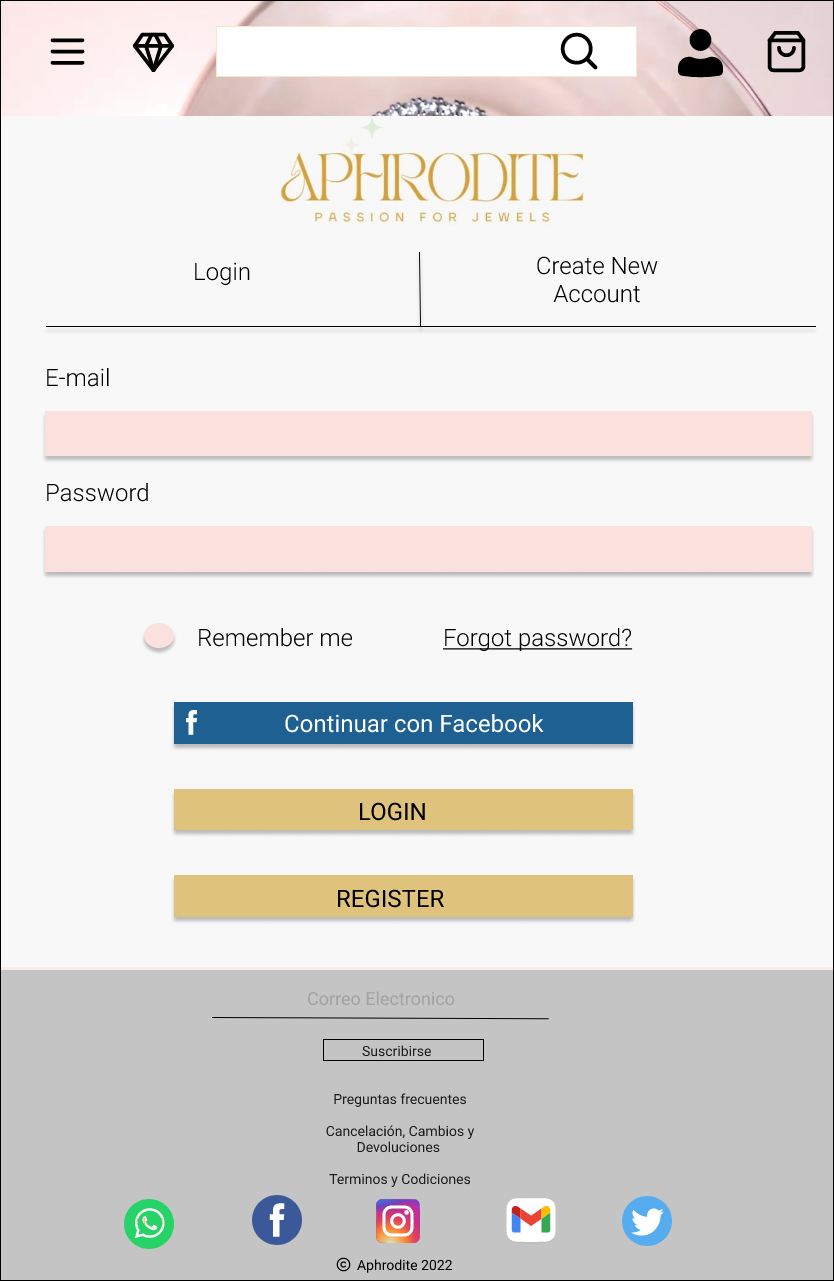 APHRODITE
PASSION FOR JEWELS
Login
Create New
Account
E-mail
Password
Remember me
Forgot password?
f
Continuar con Facebook
LOGIN
REGISTER
Correo Electronico
Suscribirse
Preguntas frecuentes
Cancelación, Cambios y
Devoluciones
Terminos y Codiciones
© Aphrodite 2022